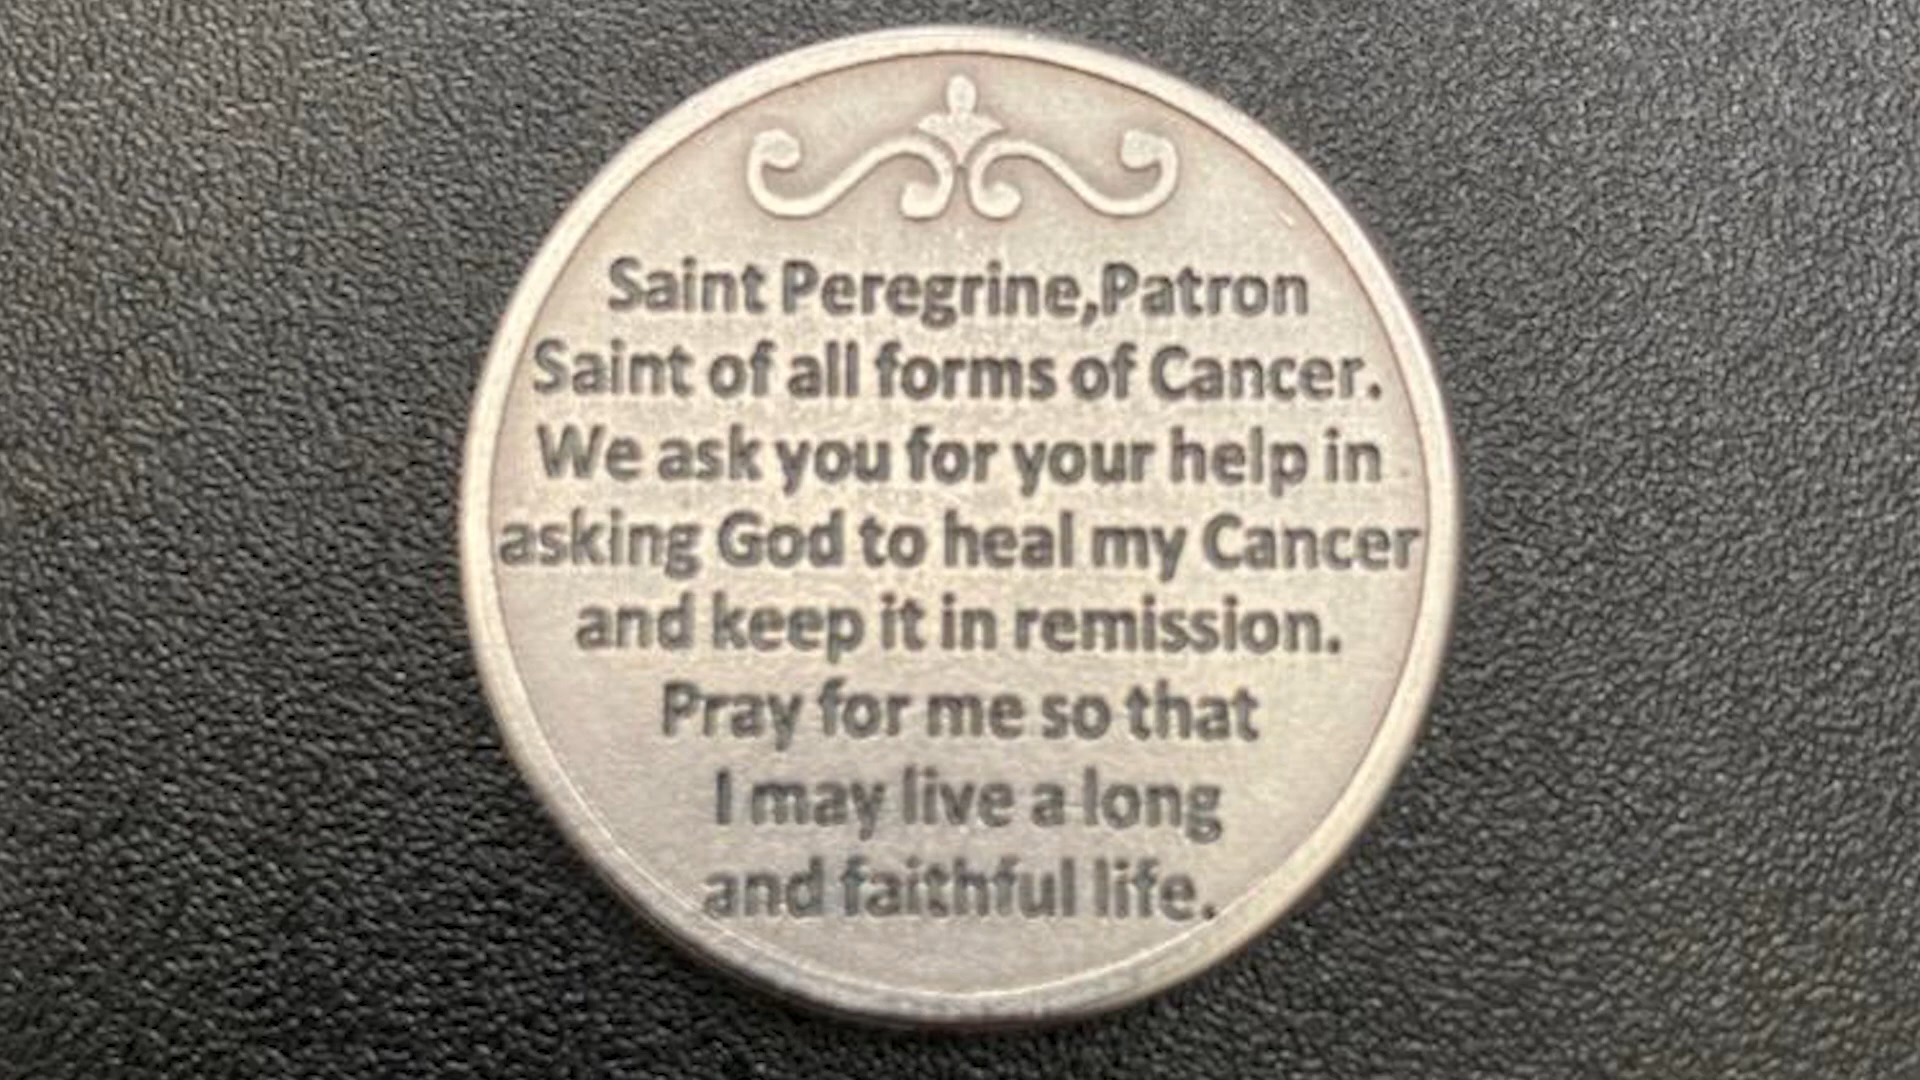 Saint Peregrine,Patron
Saint of all forms of Cancer.
We ask you for your help in
asking God to heal my Cancer
and keep it in remission.
Pray for me so that
I may live a long
and faithful life.